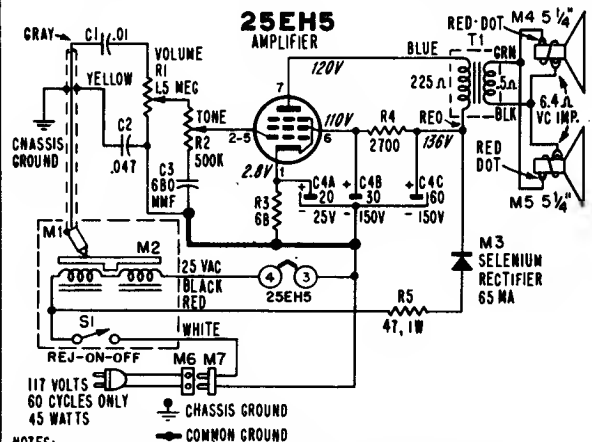 25EH5
AMPLIFIER
GRAY
C1 .01
VOLUME
R1
1.5 MEG
YELLOW
CHASSIS
GROUND
C2
.047
TONE
R2
500K
C3
680
MMF
7
2-5
6
1
2.8V
R3
68
120V
BLUE
110V
R4
2700
136V
RED
C4A
20
25V
C4B
30
150V
C4C
160
150V
T1
225Ω
.5Ω
GRN
BLK
RED DOT
M4 5 1/4"
6.4Ω
VC IMP.
RED
DOT
M5 5 1/4"
M3
SELENIUM
RECTIFIER
65 MA
R5
47, 1W
M1
M2
25 VAC
BLACK
RED
4
3
25EH5
S1
WHITE
REJ-ON-OFF
M6 M7
117 VOLTS
60 CYCLES ONLY
45 WATTS
CHASSIS GROUND
COMMON GROUND
NOTES: